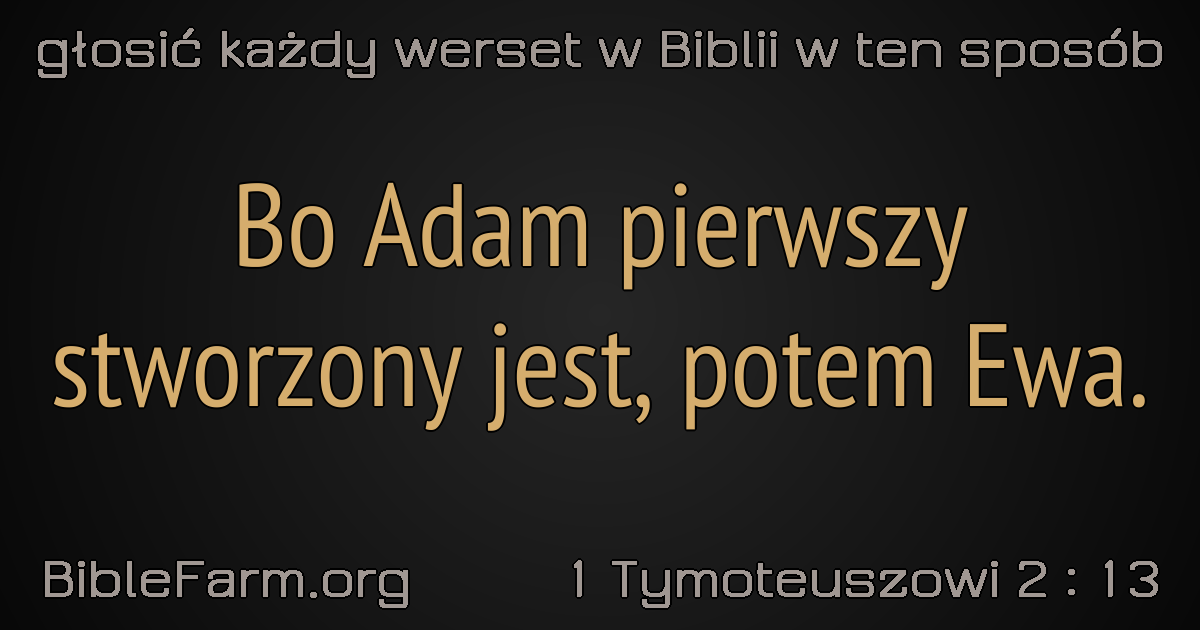 głosić każdy werset w Biblii w ten sposób
Bo Adam pierwszy
stworzony jest, potem Ewa.
BibleFarm.org
1 Tymoteuszowi 2 : 13